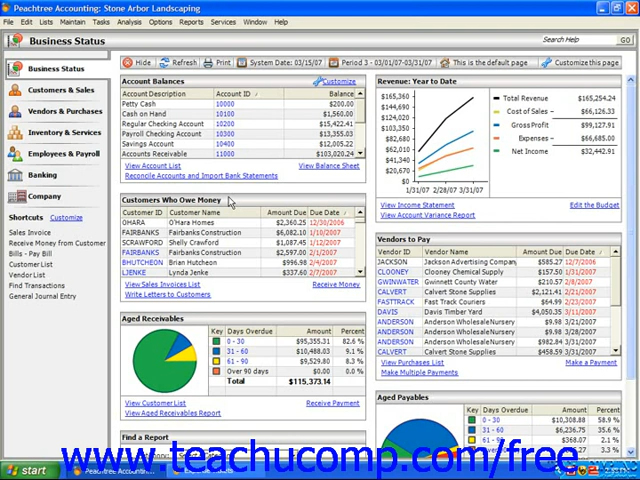 Peachtree Accounting: Stone Arbor Landscaping
File Edit Lists Maintain Tasks Analysis Options Reports Services Window Help
Business Status
Search Help
GO
Business Status
Customers & Sales
Vendors & Purchases
Inventory & Services
Employees & Payroll
Banking
Company
Shortcuts Customize
Sales Invoice
Receive Money from Customer
Bills - Pay Bill
Customer List
Vendor List
Find Transactions
General Journal Entry
Hide Refresh Print System Date: 03/15/07 Period 3 - 03/01/07-03/31/07 This is the default page Customize this page
Account Balances Customize
Account Description Account ID Balance
Petty Cash 10000 $200.00
Cash on Hand 10100 $1,560.00
Regular Checking Account 10200 $15,422.41
Payroll Checking Account 10300 $13,355.03
Savings Account 10400 $12,005.22
Accounts Receivable 11000 $103,020.24
View Account List View Balance Sheet
Reconcile Accounts and Import Bank Statements
Customers Who Owe Money
Customer ID Customer Name Amount Due Due Date
OHARA O'Hara Homes $2,360.25 12/30/2006
FAIRBANKS Fairbanks Construction $6,082.10 1/10/2007
SCRAWFORD Shelly Crawford $1,087.45 1/12/2007
FAIRBANKS Fairbanks Construction $2,597.00 2/1/2007
BHUTCHEON Brian Hutcheon $996.98 2/4/2007
LJENKE Lynda Jenke $337.60 2/7/2007
View Sales Invoices List Receive Money
Write Letters to Customers
Aged Receivables
Key Days Overdue Amount Percent
0 - 30 $95,355.31 82.6 %
31 - 60 $10,488.03 9.1 %
61 - 90 $9,529.80 8.3 %
Over 90 days $0.00 0.0 %
Total $115,373.14
View Customer List Receive Payment
View Aged Receivables Report
Find a Report
Revenue: Year to Date
$165,360
$144,690
$124,020
$103,350
$82,680
$62,010
$41,340
$20,670
$0
1/31/07 2/28/07 3/31/07
Total Revenue $165,254.24
Cost of Sales $66,126.33
Gross Profit $99,127.91
Expenses $66,685.00
Net Income $32,442.91
View Income Statement Edit the Budget
View Account Variance Report
Vendors to Pay
Vendor ID Vendor Name Amount Due Due Date
JACKSON Jackson Advertising Company $585.27 12/7/2006
CLOONEY Clooney Chemical Supply $157.50 1/31/2007
GWINWATER Gwinnett County Water $210.57 2/8/2007
CALVERT Calvert Stone Supplies $2,121.41 2/21/2007
FASTTRACK Fast Track Couriers $64.99 2/23/2007
DAVIS Davis Timber Yard $4,050.35 3/11/2007
ANDERSON Anderson Wholesale Nursery $9.98 3/21/2007
ANDERSON Anderson Wholesale Nursery $9.98 3/28/2007
ANDERSON Anderson Wholesale Nursery $982.84 3/31/2007
CALVERT Calvert Stone Supplies $458.59 3/31/2007
View Purchases List Make a Payment
Make Multiple Payments
Aged Payables
Key Days Overdue Amount Percent
0 - 30 $10,308.88 58.9 %
31 - 60 $6,236.75 35.6 %
61 - 90 $368.07 2.1 %
www.teachucomp.com/free
start
Peachtree Accounti...